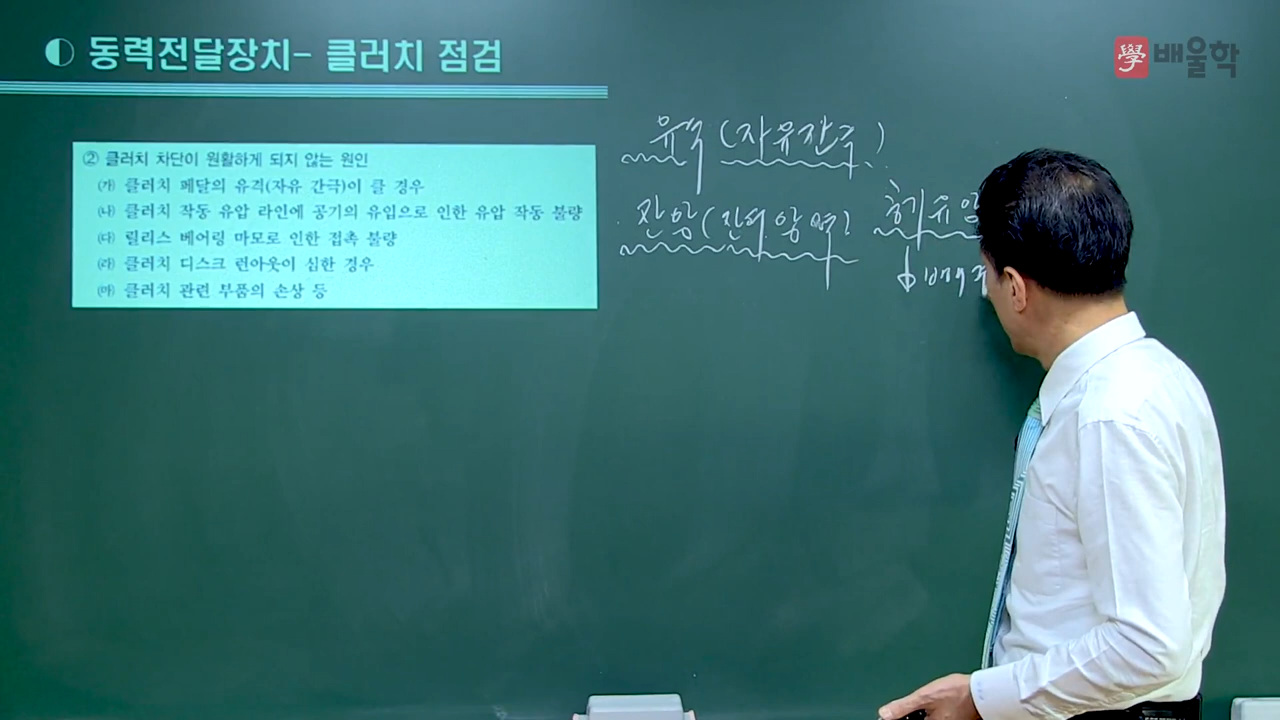 동력전달장치- 클러치 점검
學 배울학
② 클러치 차단이 원활하게 되지 않는 원인
㈎ 클러치 페달의 유격(자유 간극)이 클 경우
㈏ 클러치 작동 유압 라인에 공기의 유입으로 인한 유압 작동 불량
㈐ 릴리스 베어링 마모로 인한 접촉 불량
㈑ 클러치 디스크 런아웃이 심한 경우
㈒ 클러치 관련 부품의 손상 등
유격 (자유간극)
잔압 (잔여압력)